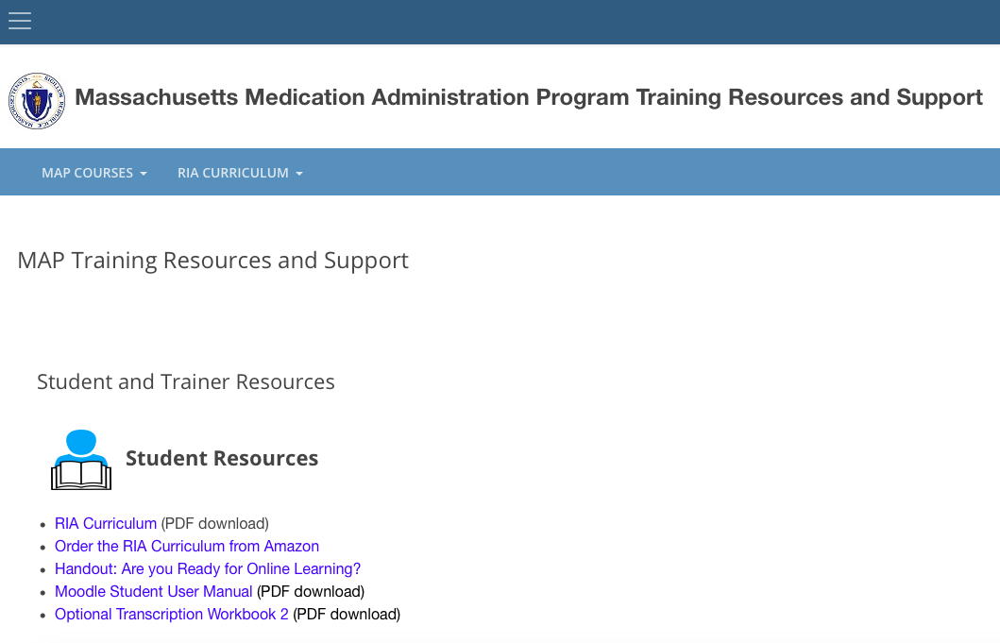 Massachusetts Medication Administration Program Training Resources and Support
MAP COURSES
RIA CURRICULUM
MAP Training Resources and Support
Student and Trainer Resources
Student Resources
RIA Curriculum (PDF download)
Order the RIA Curriculum from Amazon
Handout: Are you Ready for Online Learning?
Moodle Student User Manual (PDF download)
Optional Transcription Workbook 2 (PDF download)